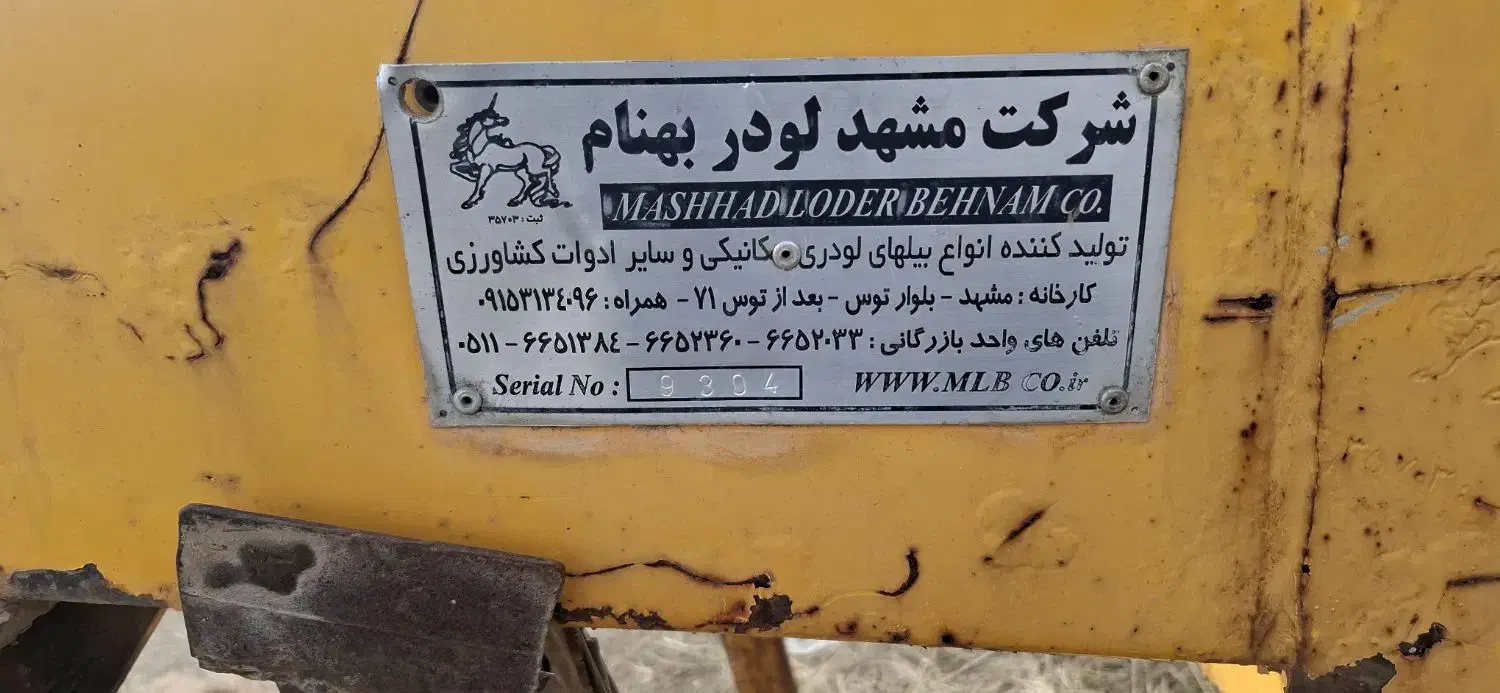 شرکت مشهد لودر بهنام
MASHHAD LODER BEHNAM CO.
ثبت : ۳۵۷۰۳
تولید کننده انواع بیلهای لودری مکانیکی و سایر ادوات کشاورزی
کارخانه : مشهد - بلوار توس - بعد از توس ۷۱ - همراه : ۰۹۱۵۳۱۳٤۰۹۶
تلفن های واحد بازرگانی : ۶۶۵۲۰۳۳ - ۶۶۵۲۳۶۰ - ۶۶۵۱۳۸٤ - ۰۵۱۱
Serial No : 9304
WWW.MLB CO.ir